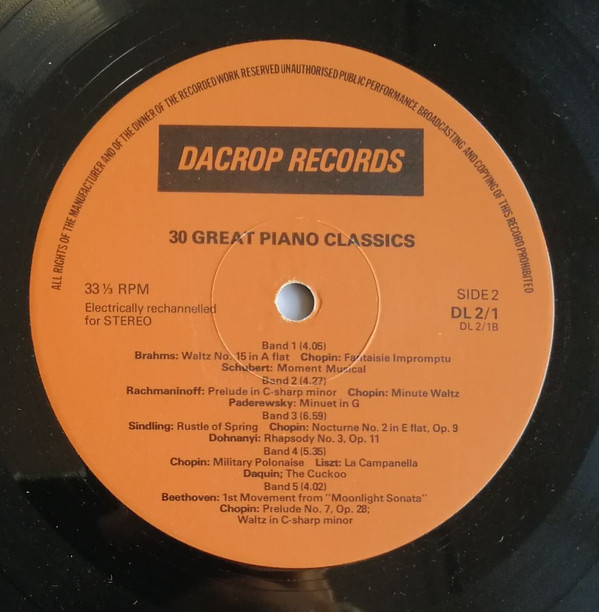 ALL RIGHTS OF THE MANUFACTURER AND OF THE OWNER OF THE RECORDED WORK RESERVED UNAUTHORISED PUBLIC PERFORMANCE BROADCASTING AND COPYING OF THIS RECORD PROHIBITED
DACROP RECORDS
30 GREAT PIANO CLASSICS
33 ⅓ RPM
Electrically rechannelled
for STEREO
SIDE 2
DL 2/1
DL 2/1B
Band 1 (4.05)
Brahms: Waltz No. 15 in A flat Chopin: Fantaisie Impromptu
Schubert: Moment Musical
Band 2 (4.27)
Rachmaninoff: Prelude in C-sharp minor Chopin: Minute Waltz
Paderewsky: Minuet in G
Band 3 (6.59)
Sindling: Rustle of Spring Chopin: Nocturne No. 2 in E flat, Op. 9
Dohnanyi: Rhapsody No. 3, Op. 11
Band 4 (5.35)
Chopin: Military Polonaise Liszt: La Campanella
Daquin; The Cuckoo
Band 5 (4.02)
Beethoven: 1st Movement from "Moonlight Sonata"
Chopin: Prelude No. 7, Op. 28;
Waltz in C-sharp minor